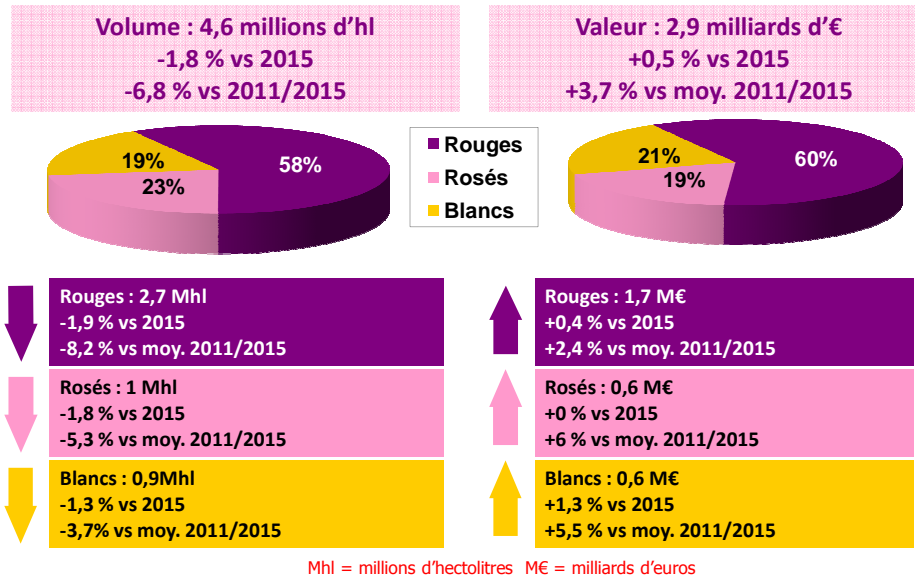 Volume : 4,6 millions d’hl
-1,8 % vs 2015
-6,8 % vs 2011/2015
Valeur : 2,9 milliards d’€
+0,5 % vs 2015
+3,7 % vs moy. 2011/2015
19%
58%
23%
Rouges
Rosés
Blancs
21%
60%
19%
Rouges : 2,7 Mhl
-1,9 % vs 2015
-8,2 % vs moy. 2011/2015
Rouges : 1,7 M€
+0,4 % vs 2015
+2,4 % vs moy. 2011/2015
Rosés : 1 Mhl
-1,8 % vs 2015
-5,3 % vs moy. 2011/2015
Rosés : 0,6 M€
+0 % vs 2015
+6 % vs moy. 2011/2015
Blancs : 0,9Mhl
-1,3 % vs 2015
-3,7% vs moy. 2011/2015
Blancs : 0,6 M€
+1,3 % vs 2015
+5,5 % vs moy. 2011/2015
Mhl = millions d’hectolitres M€ = milliards d’euros